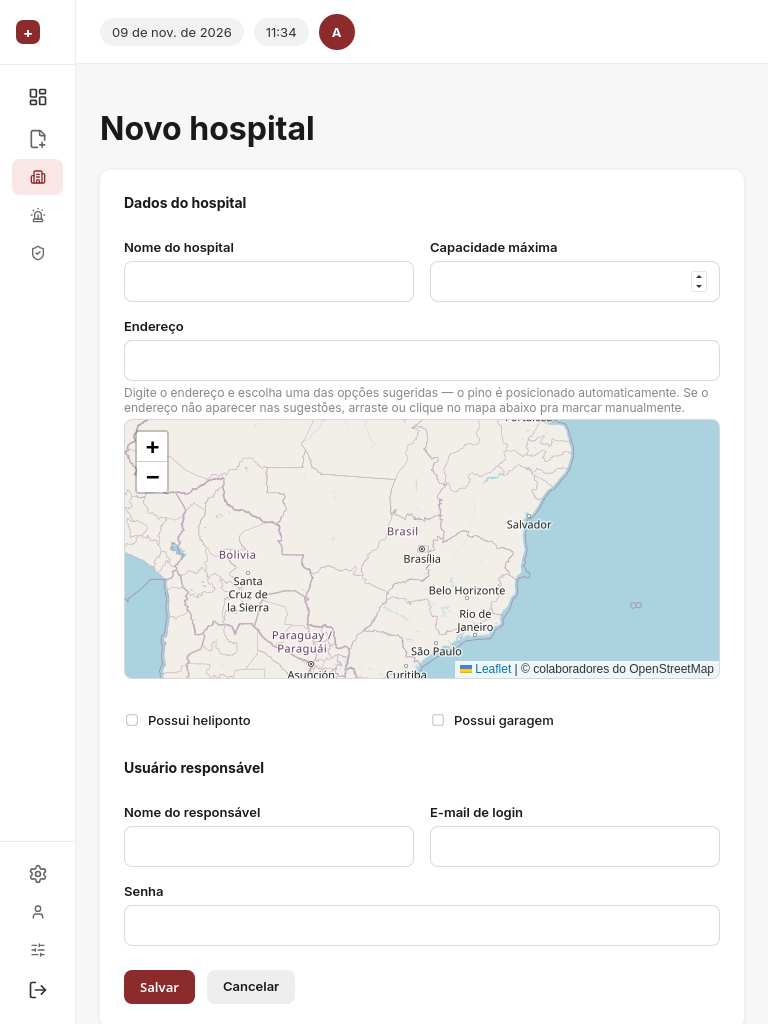 +
09 de nov. de 2026
11:34
A
Novo hospital
Dados do hospital
Nome do hospital
Capacidade máxima
Endereço
Digite o endereço e escolha uma das opções sugeridas — o pino é posicionado automaticamente. Se o
endereço não aparecer nas sugestões, arraste ou clique no mapa abaixo pra marcar manualmente.
+
−
Salvador
Brasil
Brasília
Bolivia
Santa
Cruz de
la Sierra
Belo Horizonte
Rio de
Janeiro
Paraguay /
Paraguái
São Paulo
Asunción
Curitiba
Leaflet | © colaboradores do OpenStreetMap
Possui heliponto
Possui garagem
Usuário responsável
Nome do responsável
E-mail de login
Senha
Salvar
Cancelar